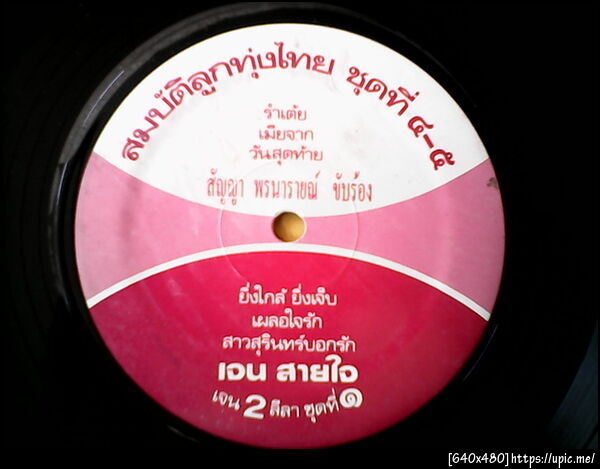 สมบัติลูกทุ่งไทย ชุดที่ ๔-๕
รำเต้ย
เมียจาก
วันสุดท้าย
สัญญา พรนารายณ์ ขับร้อง
ยิ่งใกล้ ยิ่งเจ็บ
เผลอใจรัก
สาวสุรินทร์บอกรัก
เจน สายใจ
เจน 2 ลีลา ชุดที่ ๑
[640x480]https://upic.me/